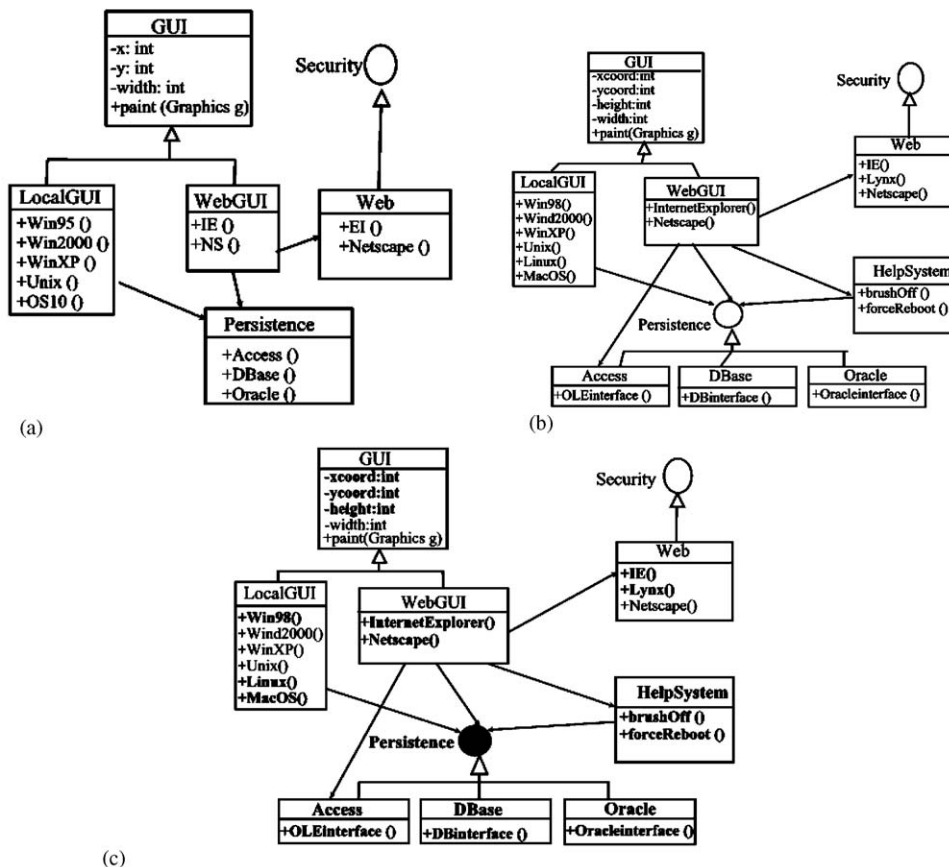 GUI
-x: int
-y: int
-width: int
+paint (Graphics g)
Security
LocalGUI
+Win95 ()
+Win2000 ()
+WinXP ()
+Unix ()
+OS10 ()
WebGUI
+IE ()
+NS ()
Web
+EI ()
+Netscape ()
Persistence
+Access ()
+DBase ()
+Oracle ()
(a)
GUI
-xcoord:int
-ycoord:int
-height:int
-width:int
+paint(Graphics g)
Security
Web
+IE()
+Lynx()
+Netscape()
LocalGUI
+Win98()
+Wind2000()
+WinXP()
+Unix()
+Linux()
+MacOS()
WebGUI
+InternetExplorer()
+Netscape()
HelpSystem
+brushOff ()
+forceReboot ()
Persistence
Access
+OLEinterface ()
DBase
+DBinterface ()
Oracle
+Oracleinterface ()
(b)
GUI
-xcoord:int
-ycoord:int
-height:int
-width:int
+paint(Graphics g)
Security
Web
+IE()
+Lynx()
+Netscape()
LocalGUI
+Win98()
+Wind2000()
+WinXP()
+Unix()
+Linux()
+MacOS()
WebGUI
+InternetExplorer()
+Netscape()
HelpSystem
+brushOff ()
+forceReboot ()
Persistence
Access
+OLEinterface ()
DBase
+DBinterface ()
Oracle
+Oracleinterface ()
(c)